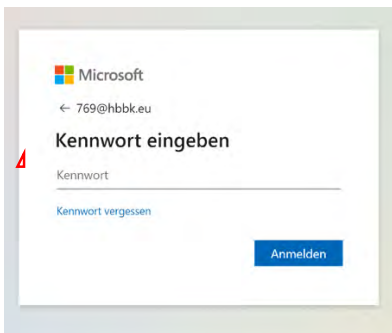 Microsoft
← 769@hbbk.eu
Kennwort eingeben
Kennwort
Kennwort vergessen
Anmelden